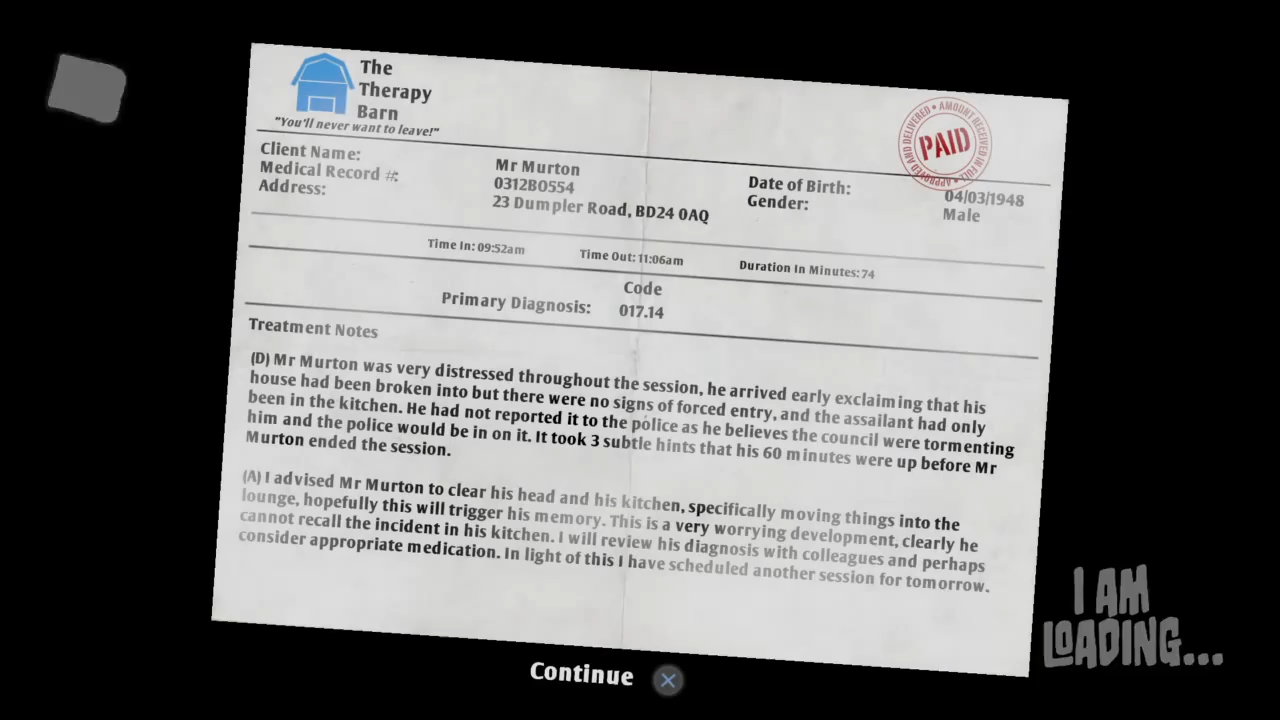 The
Therapy
Barn
"You'll never want to leave!"
AMOUNT RECEIVED IN FULL • APPROVED AND DELIVERED •
PAID
Client Name: Mr Murton Date of Birth: 04/03/1948
Medical Record #: 0312B0554 Gender: Male
Address: 23 Dumpler Road, BD24 0AQ
Time In: 09:52am Time Out: 11:06am Duration In Minutes: 74
Code
Primary Diagnosis: 017.14
Treatment Notes
(D) Mr Murton was very distressed throughout the session, he arrived early exclaiming that his
house had been broken into but there were no signs of forced entry, and the assailant had only
been in the kitchen. He had not reported it to the police as he believes the council were tormenting
him and the police would be in on it. It took 3 subtle hints that his 60 minutes were up before Mr
Murton ended the session.
(A) I advised Mr Murton to clear his head and his kitchen, specifically moving things into the
lounge, hopefully this will trigger his memory. This is a very worrying development, clearly he
cannot recall the incident in his kitchen. I will review his diagnosis with colleagues and perhaps
consider appropriate medication. In light of this I have scheduled another session for tomorrow.
I AM
LOADING...
Continue